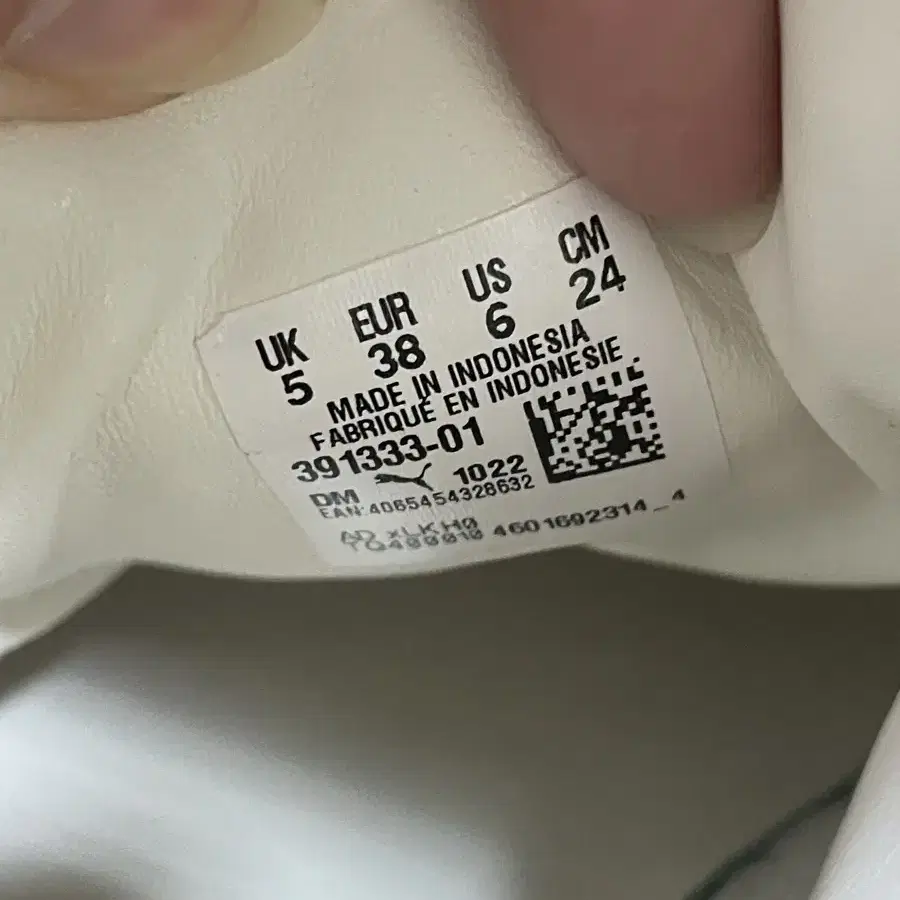 UK EUR US CM
5 38 6 24
MADE IN INDONESIA
FABRIQUÉ EN INDONESIE
391333-01
DM 1022
EAN:4065454328632
4601692314_4